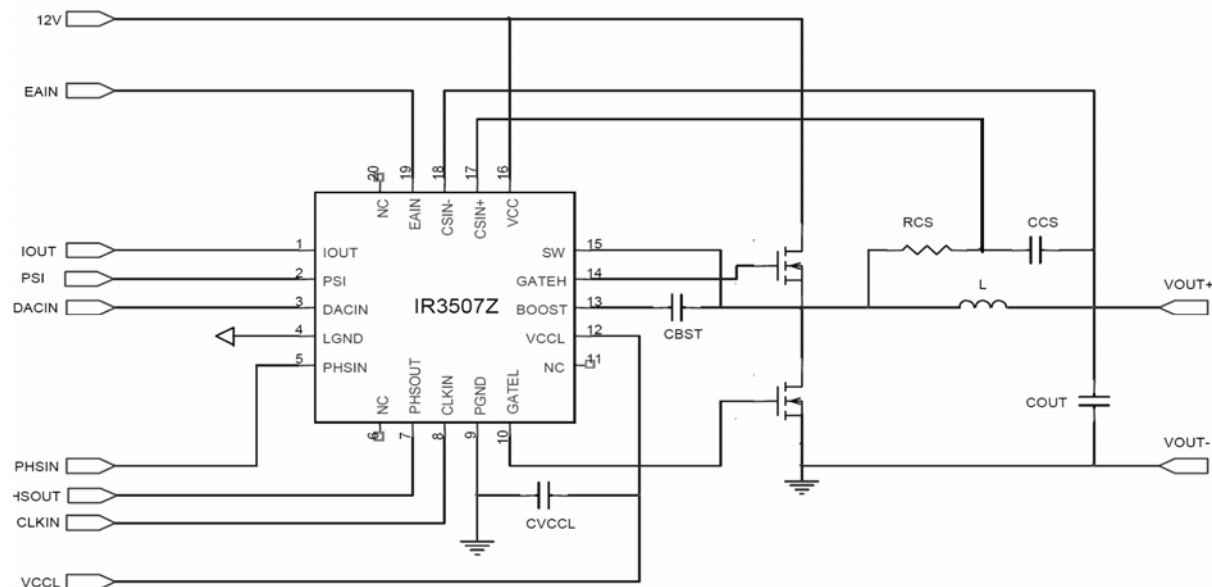 12V
EAIN
20
19
18
17
16
NC
EAIN
CSIN-
CSIN+
VCC
RCS
CCS
IOUT
1
IOUT
SW
15
PSI
2
PSI
GATEH
14
L
DACIN
3
DACIN
IR3507Z
BOOST
13
VOUT+
4
LGND
VCCL
12
CBST
5
PHSIN
NC
11
NC
PHSOUT
CLKIN
PGND
GATEL
COUT
6
7
8
9
10
VOUT-
PHSIN
HSOUT
CVCCL
CLKIN
VCCL